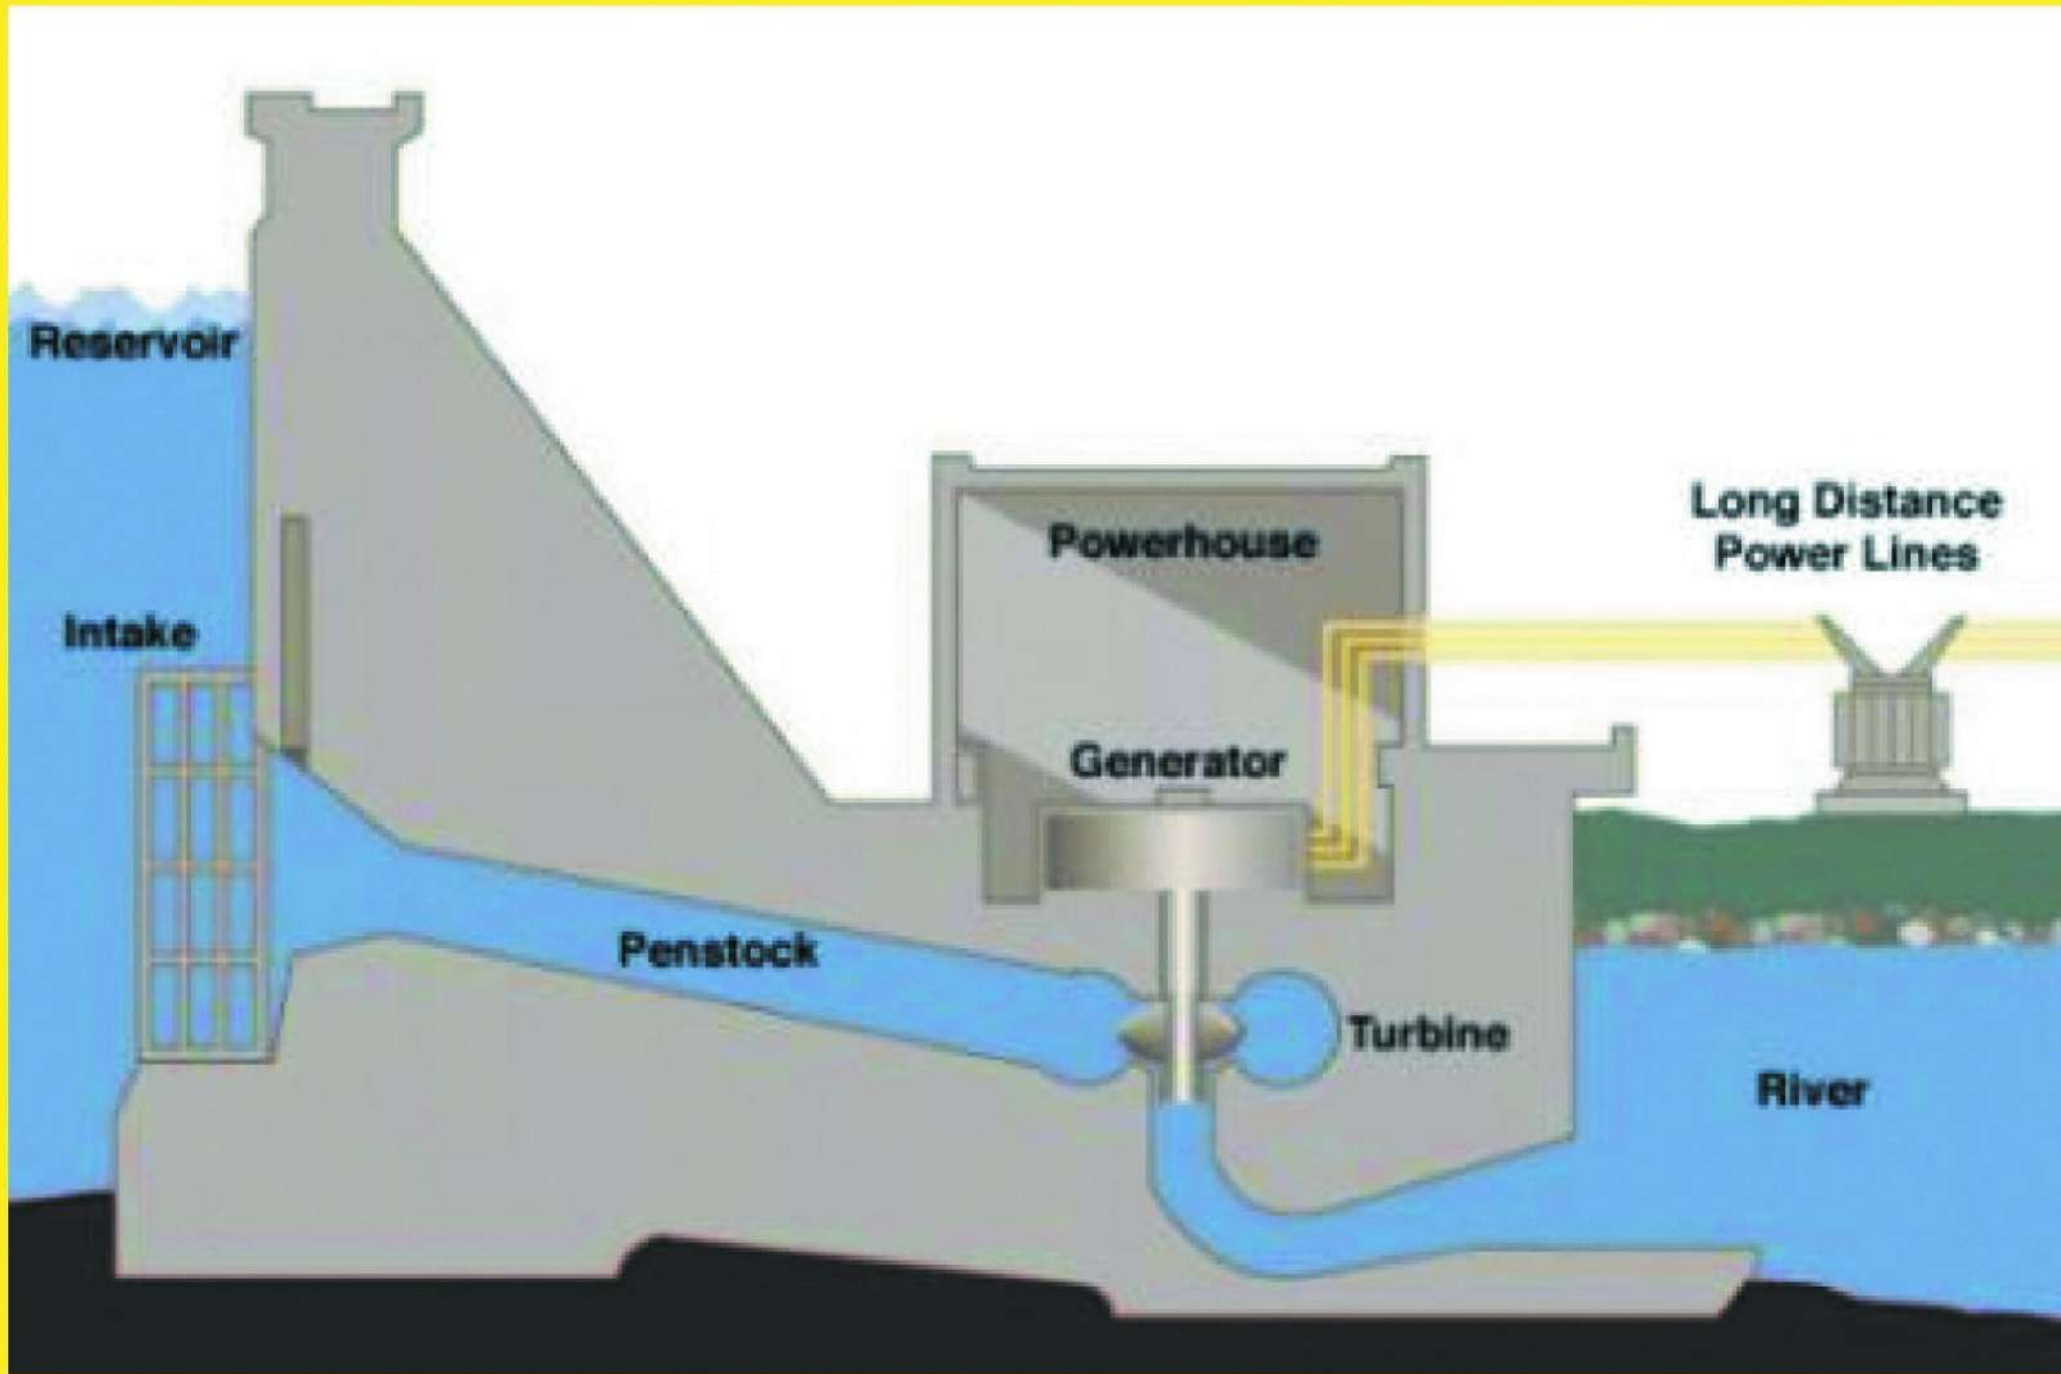 Reservoir
Intake
Powerhouse
Long Distance
Power Lines
Generator
Penstock
Turbine
River